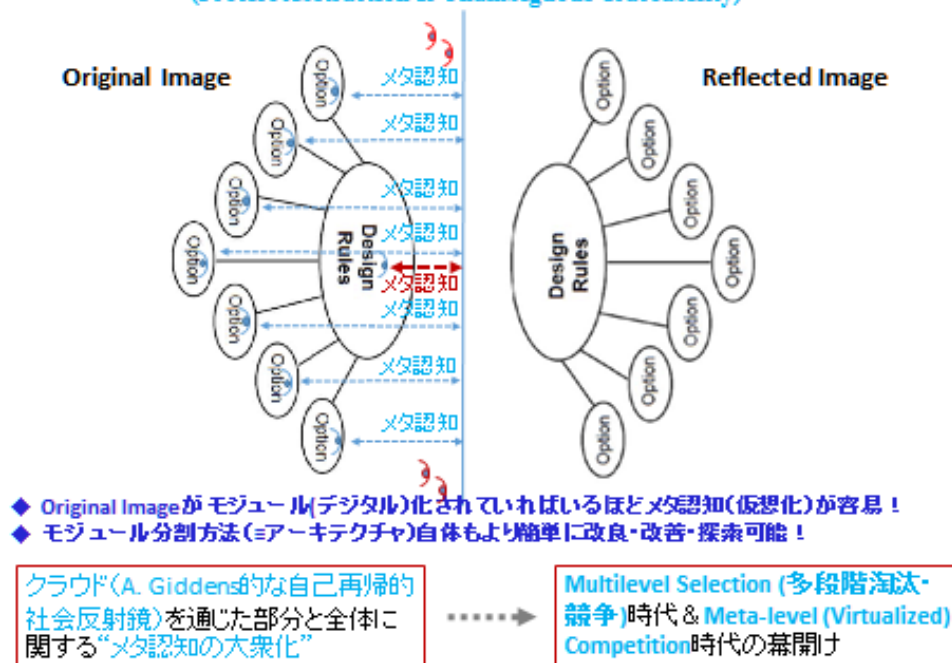 Original Image
Reflected Image
メタ認知
メタ認知
メタ認知
メタ認知
メタ認知
メタ認知
メタ認知
メタ認知
Option
Option
Option
Option
Option
Option
Option
Design
Rules
Design
Rules
Option
Option
Option
Option
Option
Option
Option
◆ Original Imageがモジュール(デジタル)化されていればいるほどメタ認知(仮想化)が容易！
◆ モジュール分割方法(≡アーキテクチャ)自体もより簡単に改良・改善・探索可能！
クラウド(A. Giddens的な自己再帰的
社会反射鏡)を通じた部分と全体に
関する“メタ認知の大衆化”
Multilevel Selection (多段階淘汰・
競争)時代 & Meta-level (Virtualized)
Competition時代の幕開け